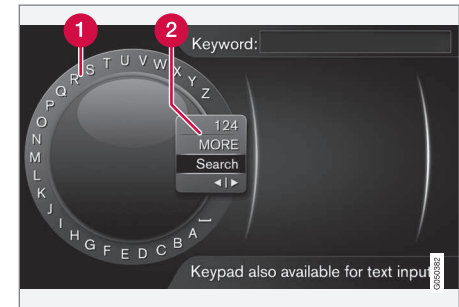 1
2
Keyword:
A B C D E F G H I J K L M N O P Q R S T U V W X Y Z
124
MORE
Search
Keypad also available for text input
G050382